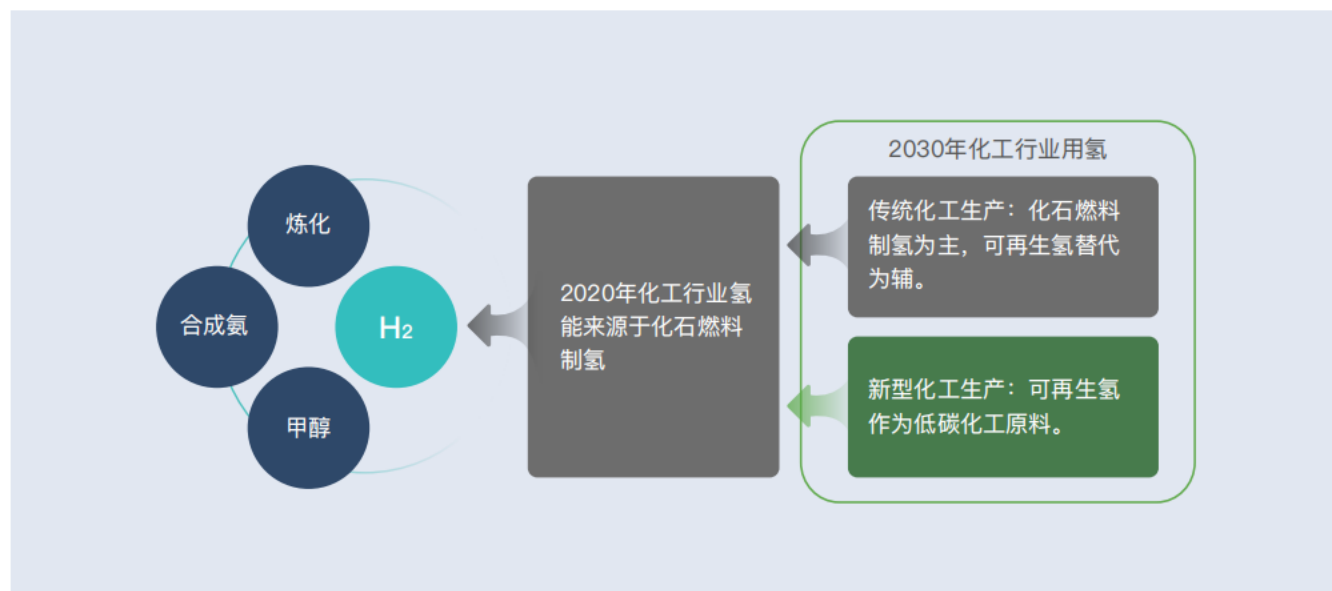 炼化
合成氨
H₂
甲醇
2020年化工行业氢
能来源于化石燃料
制氢
2030年化工行业用氢
传统化工生产：化石燃料
制氢为主，可再生氢替代
为辅。
新型化工生产：可再生氢
作为低碳化工原料。